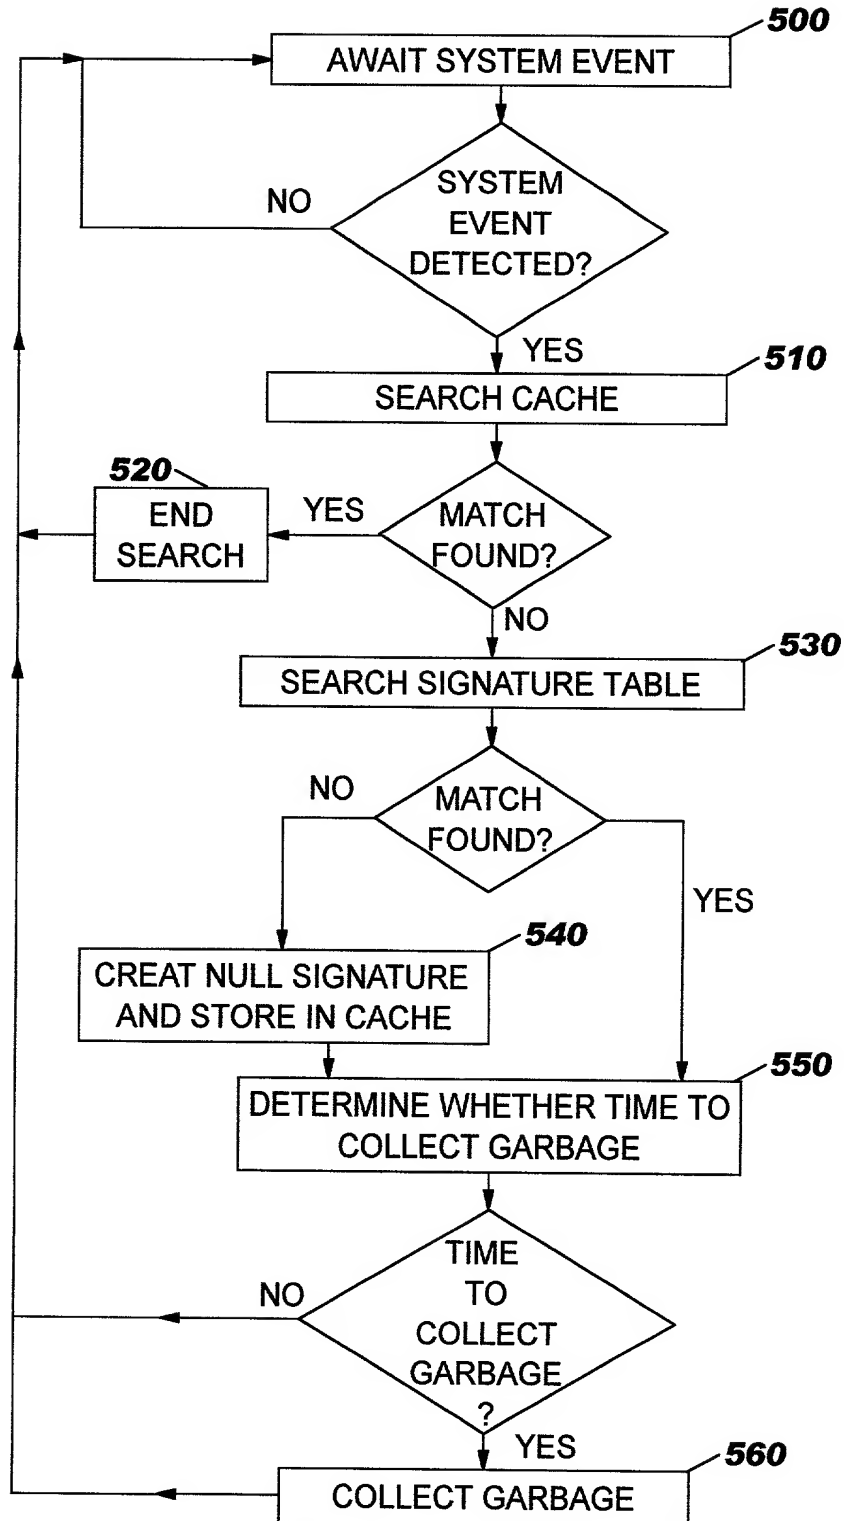 500
AWAIT SYSTEM EVENT
SYSTEM
EVENT
DETECTED?
NO
YES
510
SEARCH CACHE
520
END
SEARCH
YES
MATCH
FOUND?
NO
530
SEARCH SIGNATURE TABLE
NO
MATCH
FOUND?
YES
540
CREAT NULL SIGNATURE
AND STORE IN CACHE
550
DETERMINE WHETHER TIME TO
COLLECT GARBAGE
NO
TIME
TO
COLLECT
GARBAGE
?
YES
560
COLLECT GARBAGE